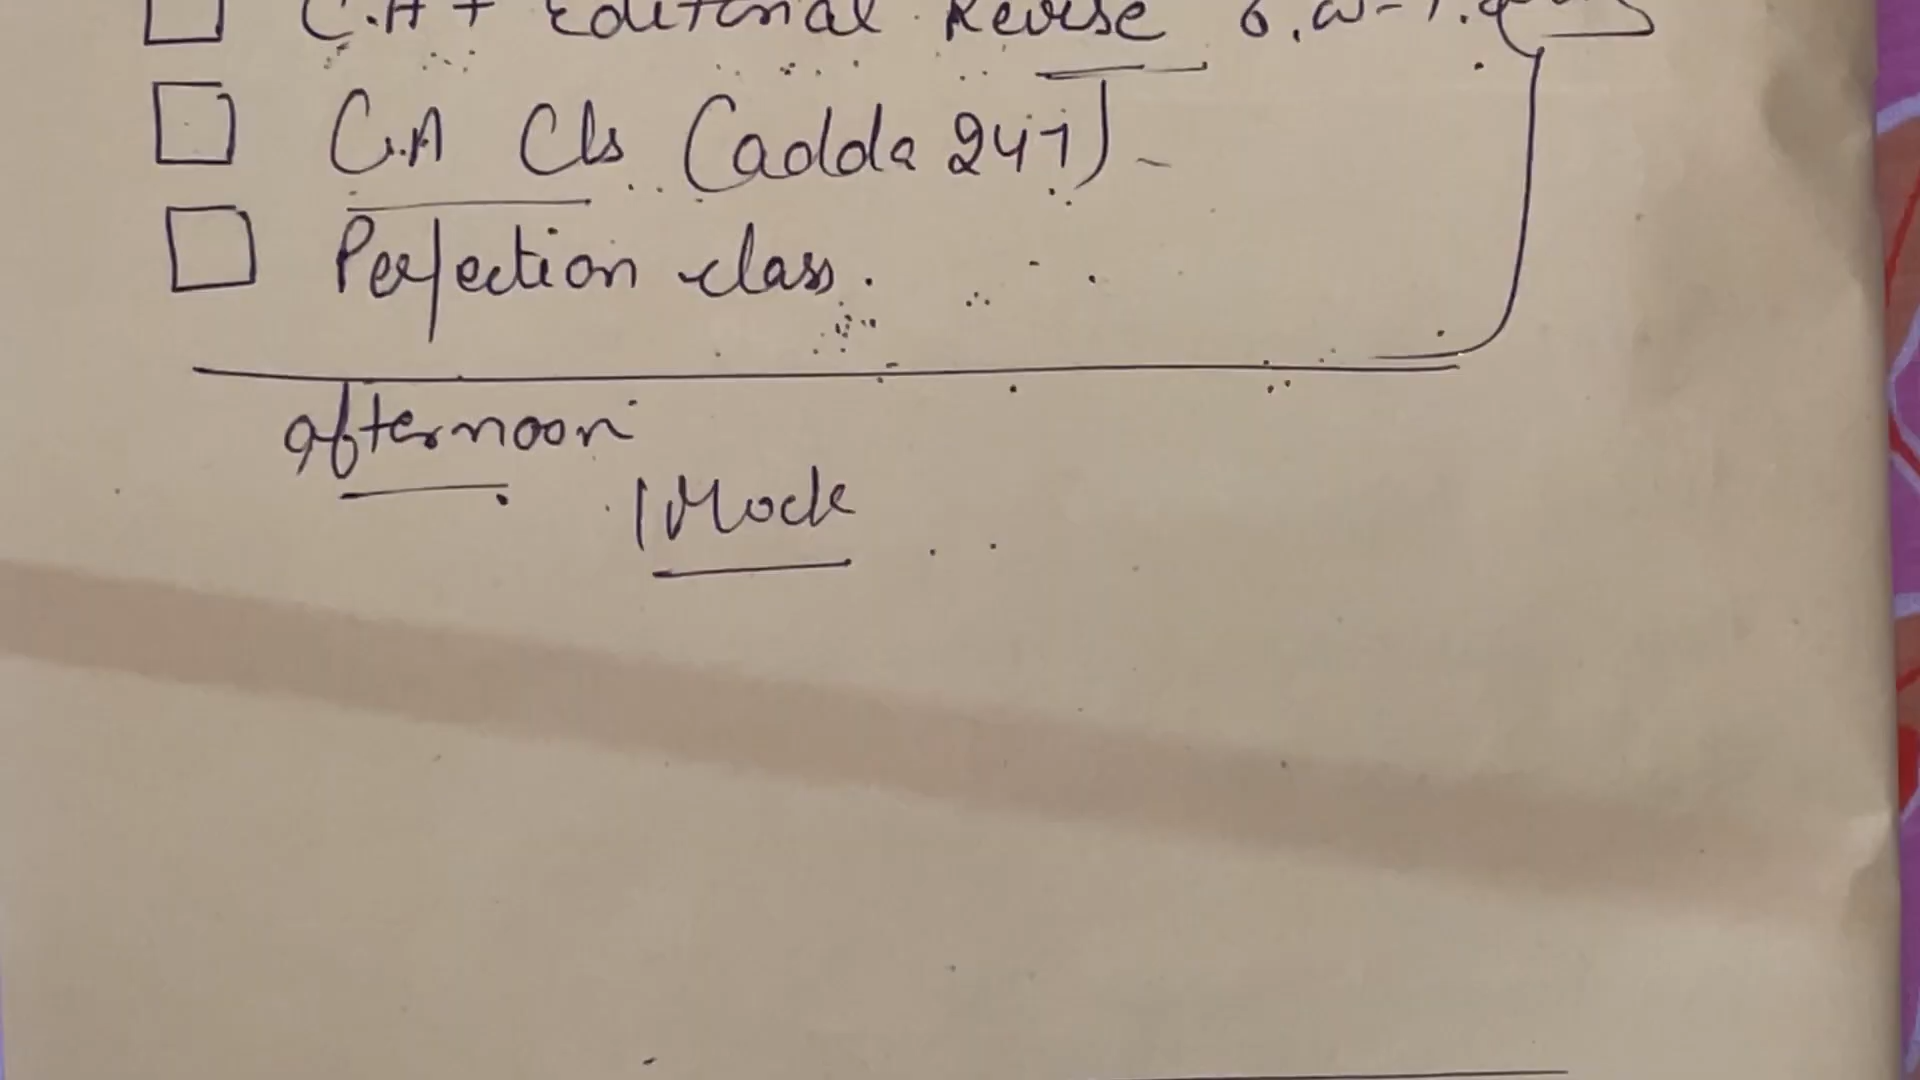 C.A + Editorial Revise
C.A Cls (adda 247) -
Perfection class.
afternoon
1 Mock